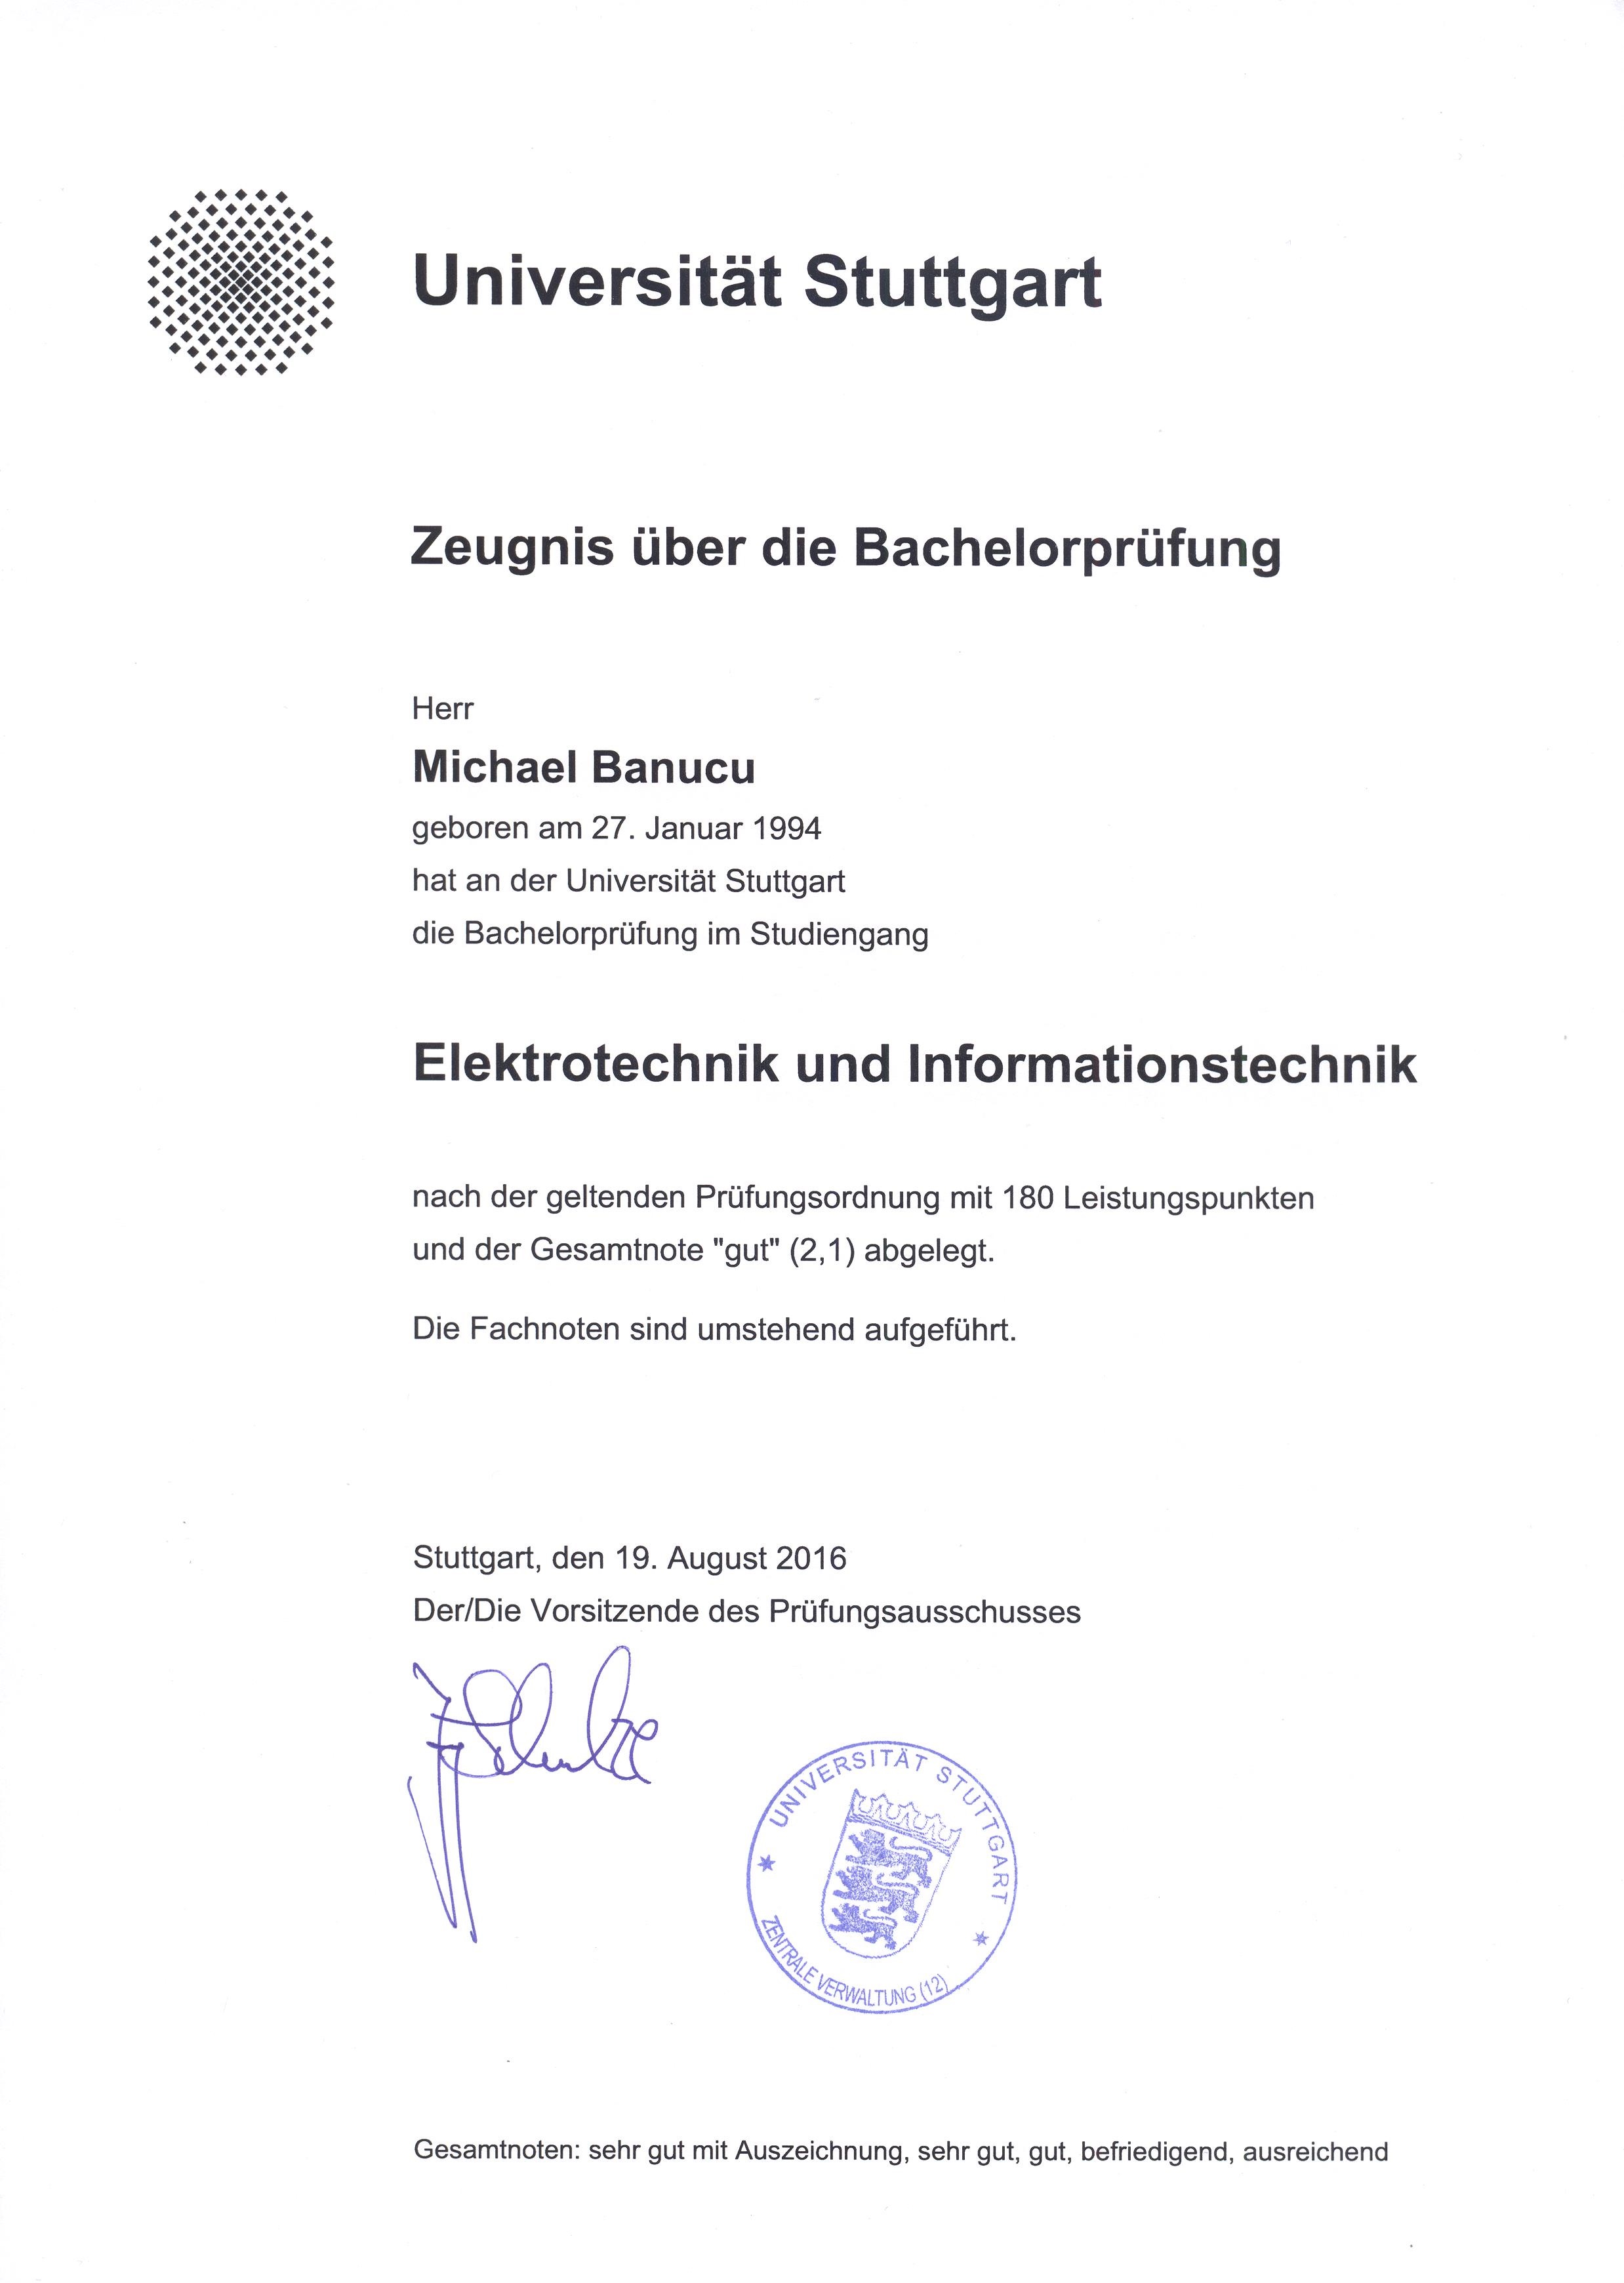 Universität Stuttgart
Zeugnis über die Bachelorprüfung
Herr
Michael Banucu
geboren am 27. Januar 1994
hat an der Universität Stuttgart
die Bachelorprüfung im Studiengang
Elektrotechnik und Informationstechnik
nach der geltenden Prüfungsordnung mit 180 Leistungspunkten
und der Gesamtnote "gut" (2,1) abgelegt.
Die Fachnoten sind umstehend aufgeführt.
Stuttgart, den 19. August 2016
Der/Die Vorsitzende des Prüfungsausschusses
UNIVERSITÄT STUTTGART
ZENTRALE VERWALTUNG (12)
Gesamtnoten: sehr gut mit Auszeichnung, sehr gut, gut, befriedigend, ausreichend